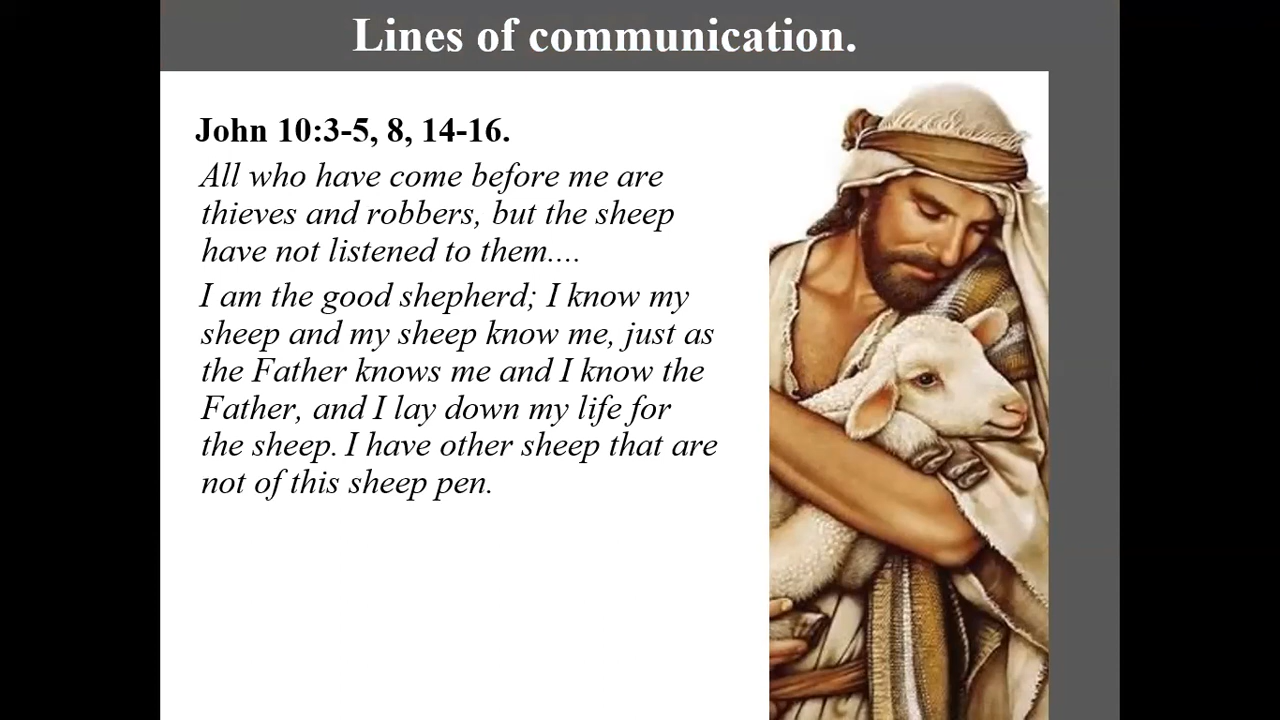 Lines of communication.
John 10:3-5, 8, 14-16.
All who have come before me are
thieves and robbers, but the sheep
have not listened to them....
I am the good shepherd; I know my
sheep and my sheep know me, just as
the Father knows me and I know the
Father, and I lay down my life for
the sheep. I have other sheep that are
not of this sheep pen.